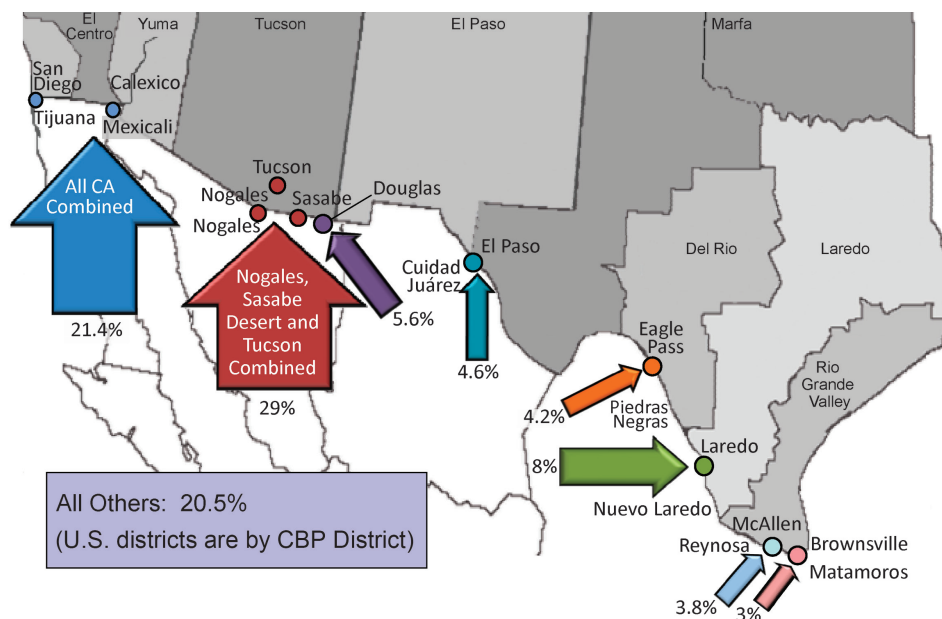 El
Centro
Yuma
Tucson
El Paso
Marfa
San
Diego
Calexico
Tijuana
Mexicali
All CA
Combined
21.4%
Tucson
Nogales
Sasabe
Douglas
Nogales
Nogales,
Sasabe
Desert and
Tucson
Combined
29%
5.6%
El Paso
Cuidad
Juárez
4.6%
Del Rio
Laredo
Eagle
Pass
Rio
Grande
Valley
4.2%
Piedras
Negras
Laredo
8%
Nuevo Laredo
All Others:  20.5%
(U.S. districts are by CBP District)
McAllen
Reynosa
Brownsville
Matamoros
3.8%
3%